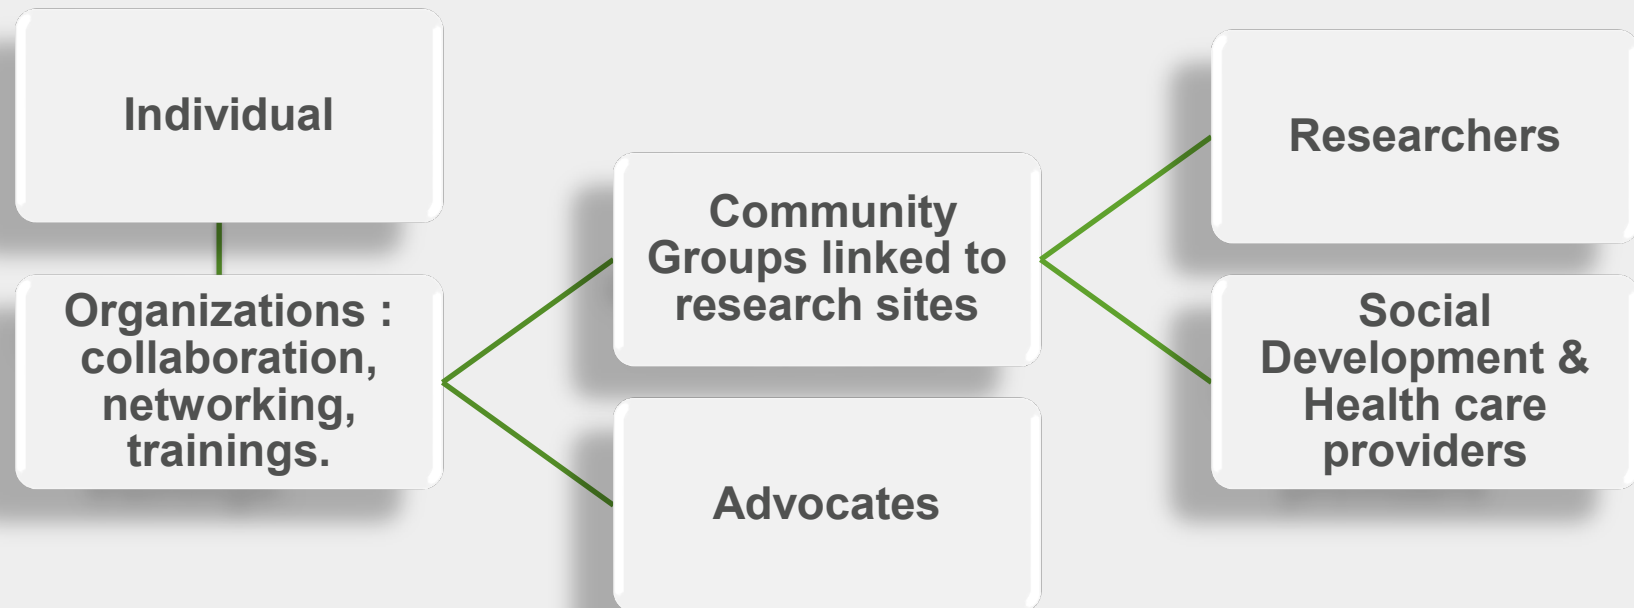 Individual
Organizations :
collaboration,
networking,
trainings.
Community
Groups linked to
research sites
Advocates
Researchers
Social
Development &
Health care
providers